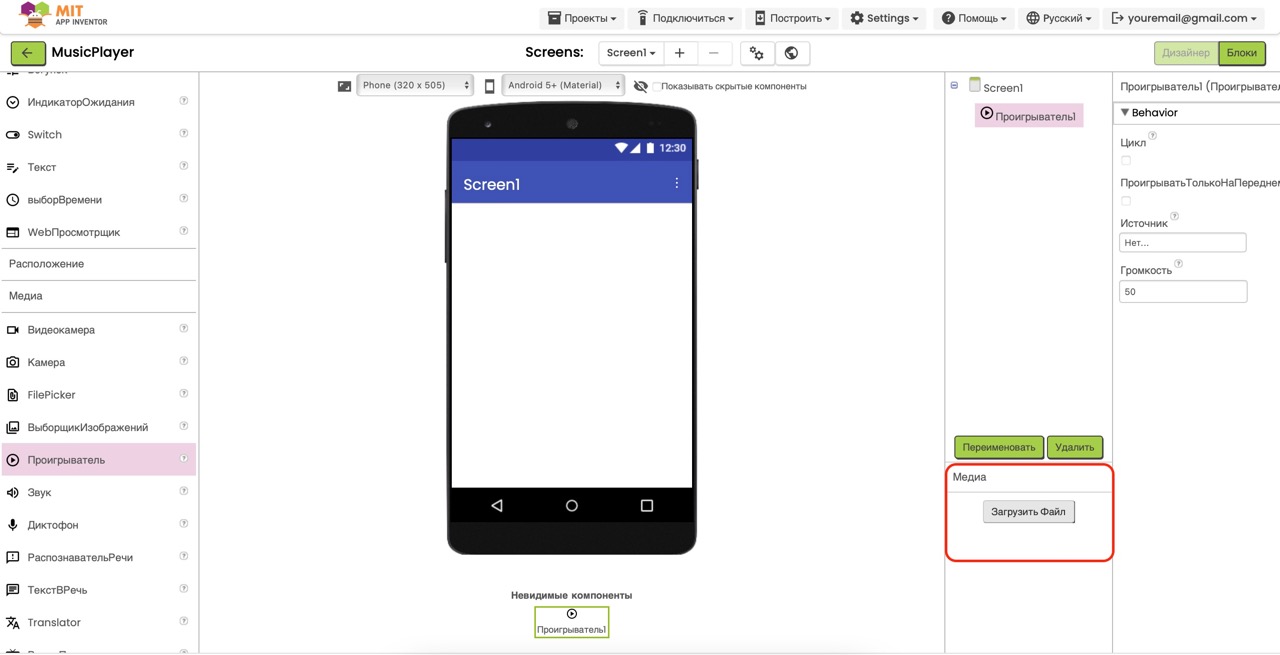 MIT
APP INVENTOR
Проекты
Подключиться
Построить
Settings
Помощь
Русский
youremail@gmail.com
MusicPlayer
Screens:
Screen1
Дизайнер
Блоки
ИндикаторОжидания
Switch
Текст
выборВремени
WebПросмотрщик
Расположение
Медиа
Видеокамера
Камера
FilePicker
ВыборщикИзображений
Проигрыватель
Звук
Диктофон
РаспознавательРечи
ТекстВРечь
Translator
Phone (320 x 505)
Android 5+ (Material)
Показывать скрытые компоненты
12:30
Screen1
Невидимые компоненты
Проигрыватель1
Screen1
Проигрыватель1
Переименовать
Удалить
Медиа
Загрузить Файл
Проигрыватель1 (Проигрывател
Behavior
Цикл
ПроигрыватьТолькоНаПереднем
Источник
Нет...
Громкость
50